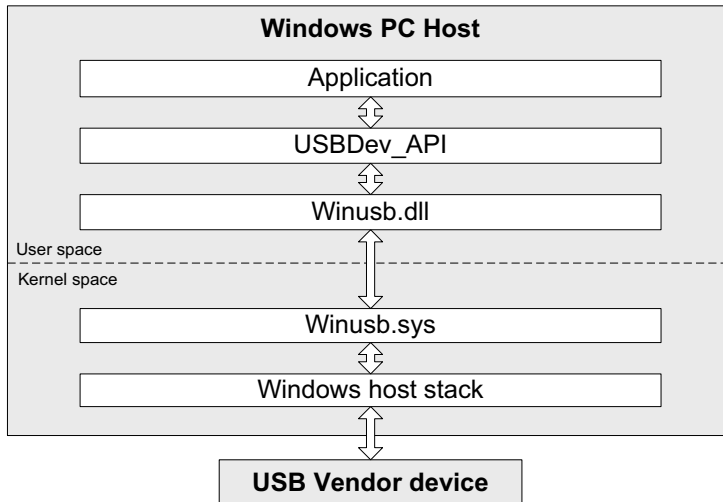 Windows PC Host
Application
USBDev_API
Winusb.dll
User space
Kernel space
Winusb.sys
Windows host stack
USB Vendor device